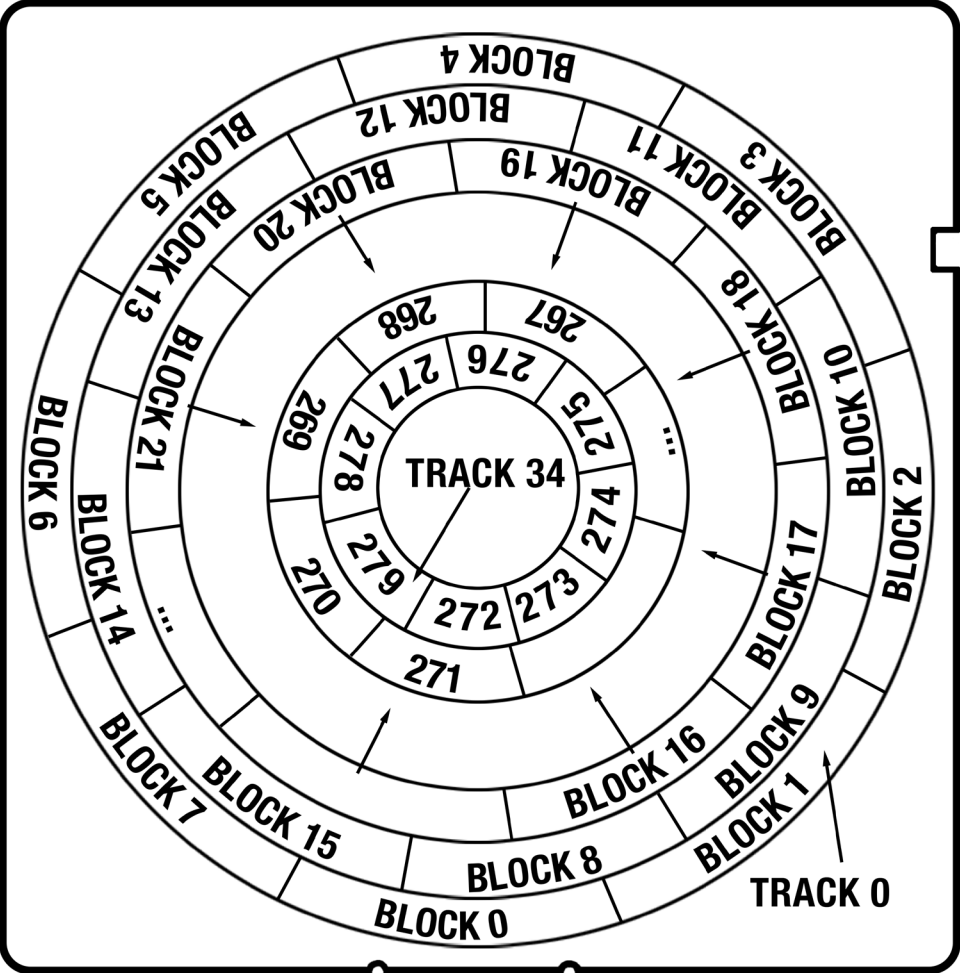 BLOCK 0
BLOCK 1
BLOCK 2
BLOCK 3
BLOCK 4
BLOCK 5
BLOCK 6
BLOCK 7
BLOCK 8
BLOCK 9
BLOCK 10
BLOCK 11
BLOCK 12
BLOCK 13
BLOCK 14
BLOCK 15
BLOCK 16
BLOCK 17
BLOCK 18
BLOCK 19
BLOCK 20
BLOCK 21
...
267
268
269
270
271
...
272
273
274
275
276
277
278
279
TRACK 34
TRACK 0